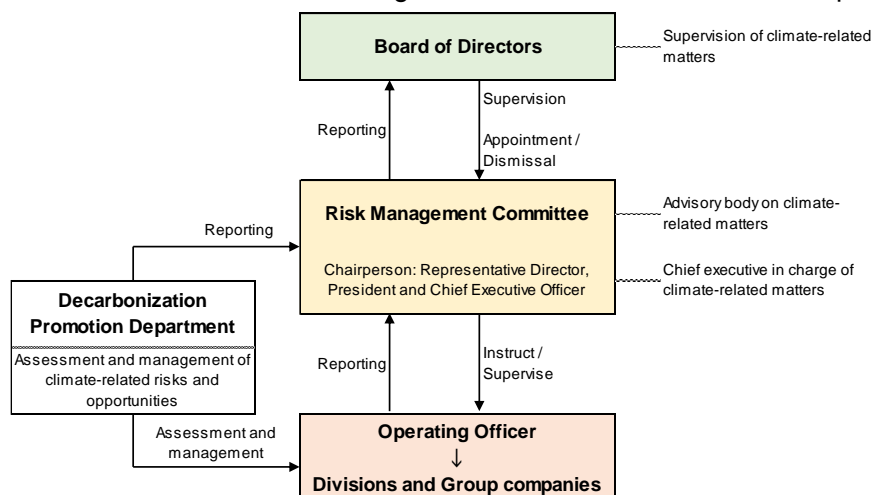 Board of Directors
Supervision of climate-related
matters
Reporting
Supervision
Appointment /
Dismissal
Risk Management Committee
Chairperson: Representative Director,
President and Chief Executive Officer
Advisory body on climate-
related matters
Chief executive in charge of
climate-related matters
Reporting
Decarbonization
Promotion Department
Assessment and management of
climate-related risks and
opportunities
Reporting
Instruct /
Supervise
Assessment and
management
Operating Officer
↓
Divisions and Group companies